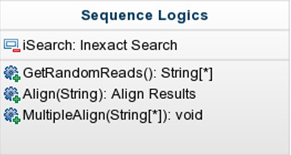 Sequence Logics
iSearch: Inexact Search
GetRandomReads(): String[*]
Align(String): Align Results
MultipleAlign(String[*]): void